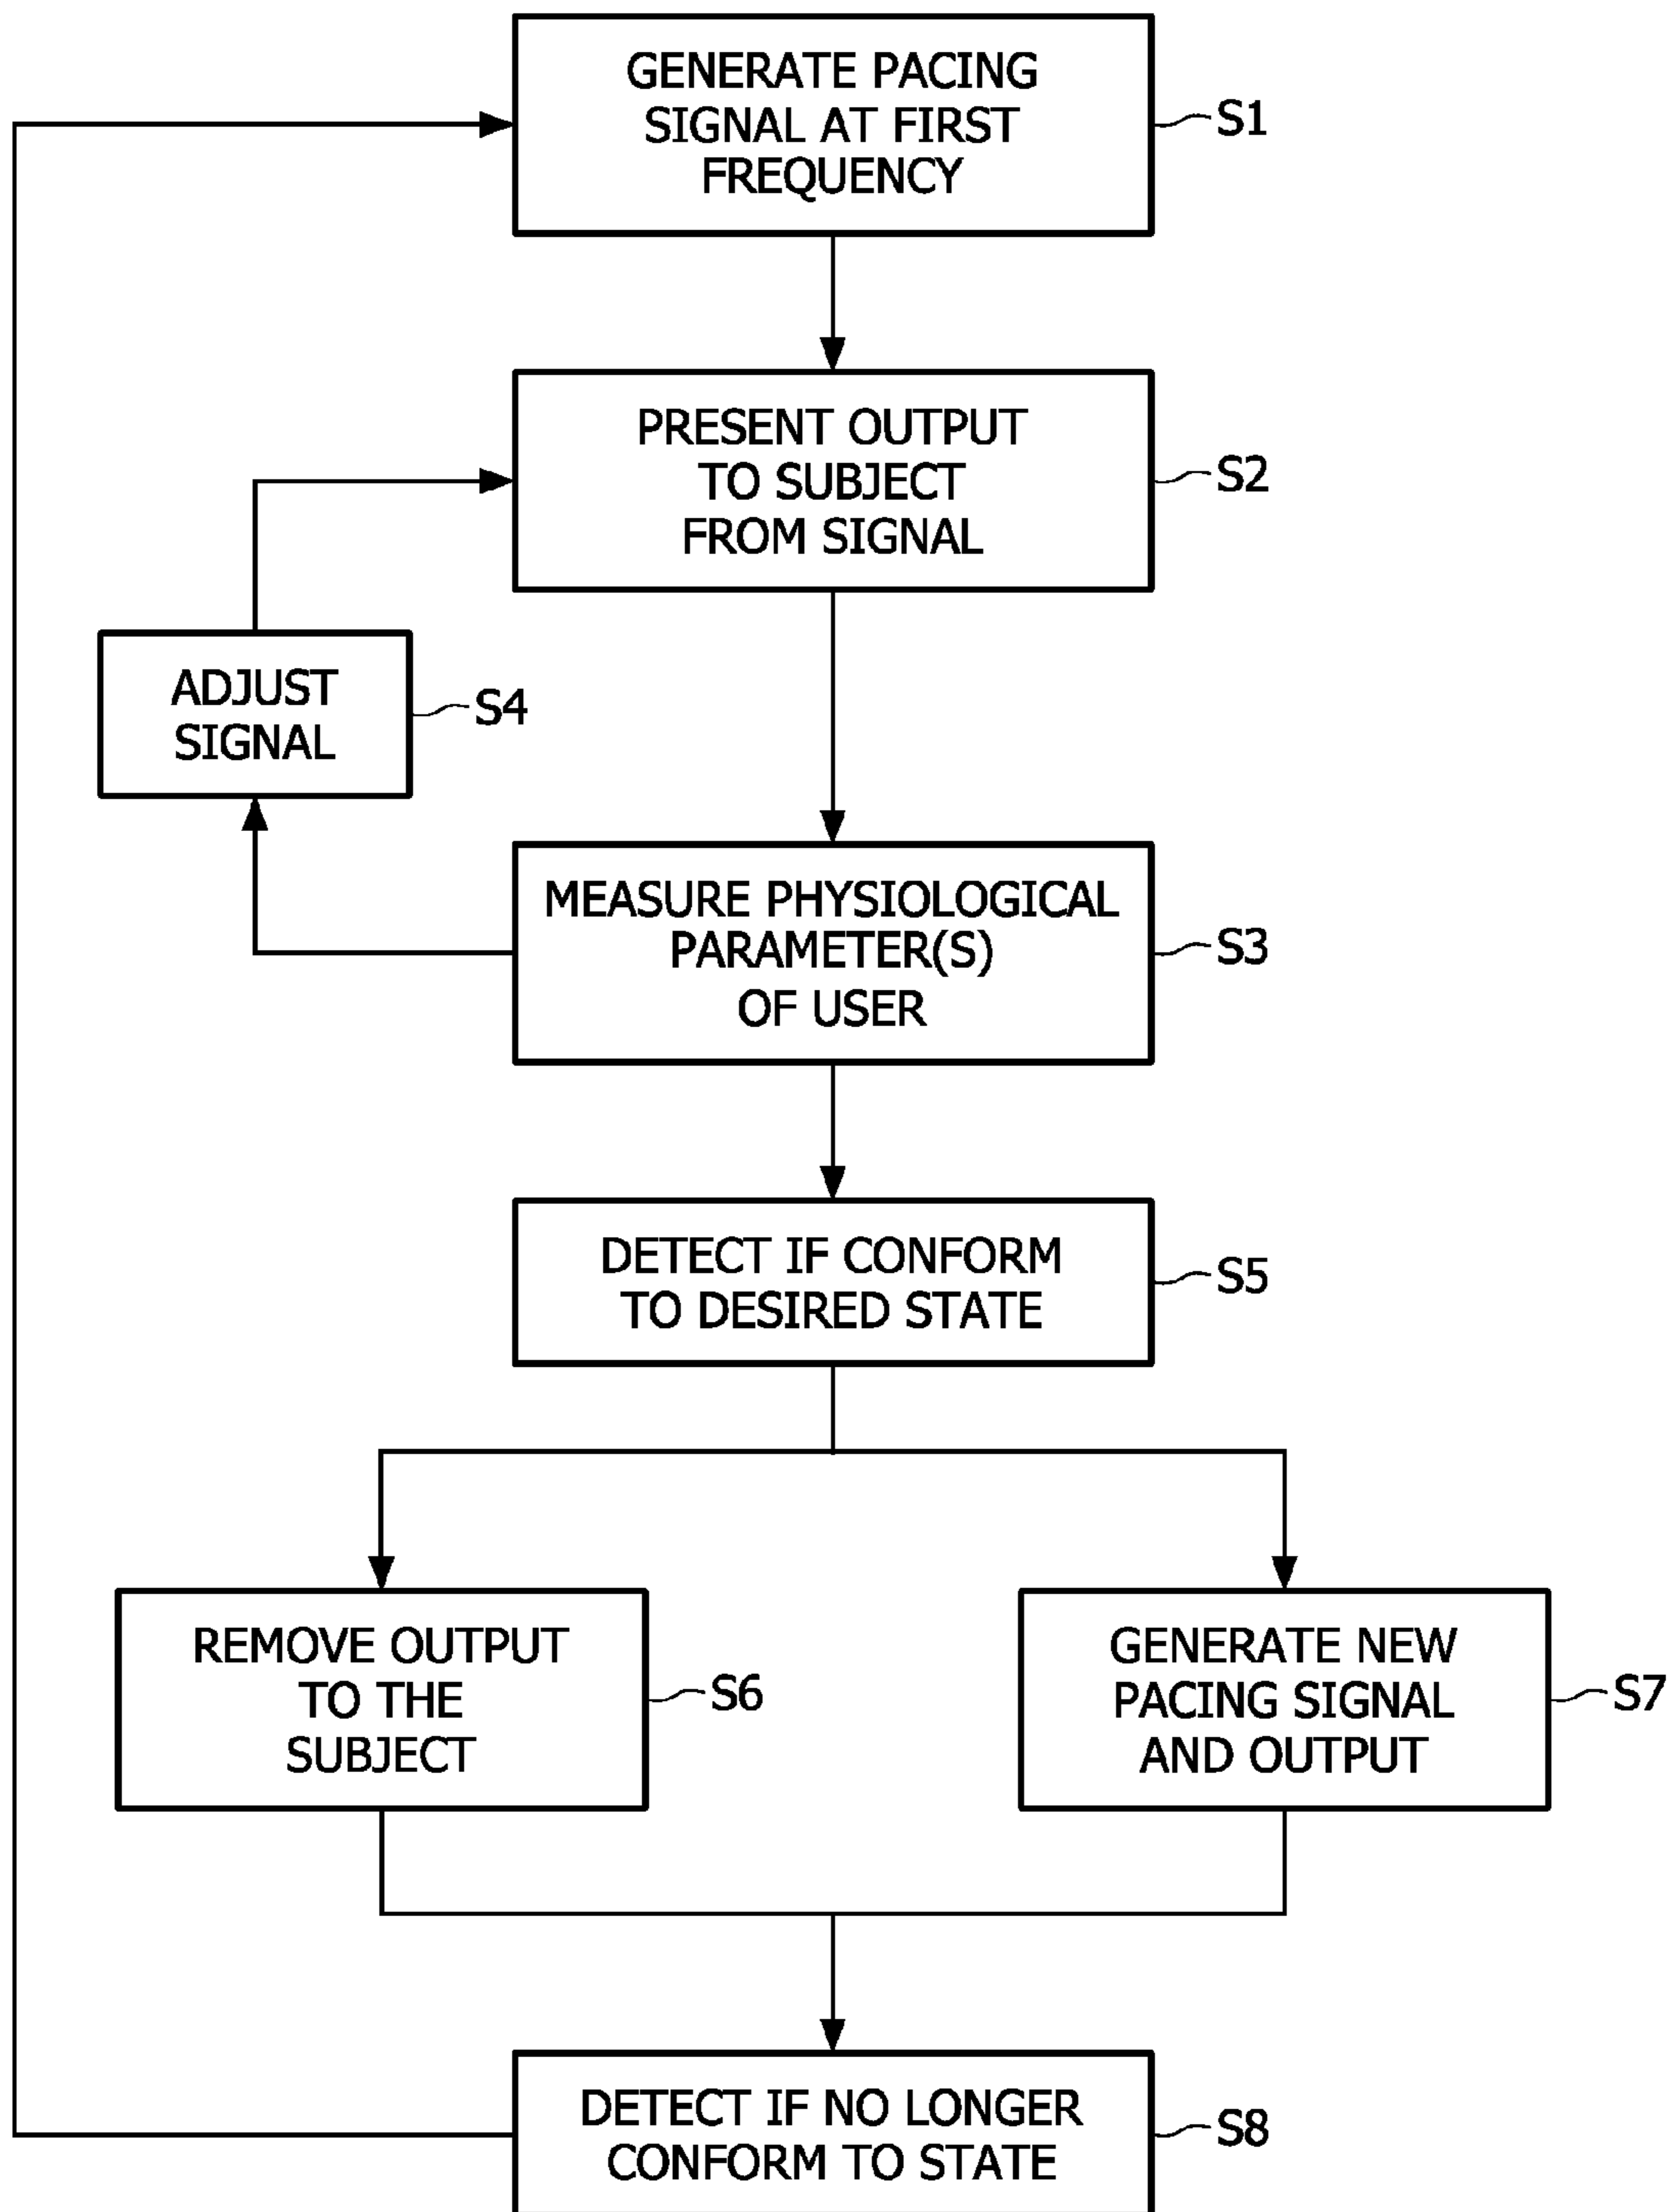 GENERATE PACING
SIGNAL AT FIRST
FREQUENCY
S1
PRESENT OUTPUT
TO SUBJECT
FROM SIGNAL
S2
ADJUST
SIGNAL
S4
MEASURE PHYSIOLOGICAL
PARAMETER(S)
OF USER
S3
DETECT IF CONFORM
TO DESIRED STATE
S5
REMOVE OUTPUT
TO THE
SUBJECT
S6
GENERATE NEW
PACING SIGNAL
AND OUTPUT
S7
DETECT IF NO LONGER
CONFORM TO STATE
S8